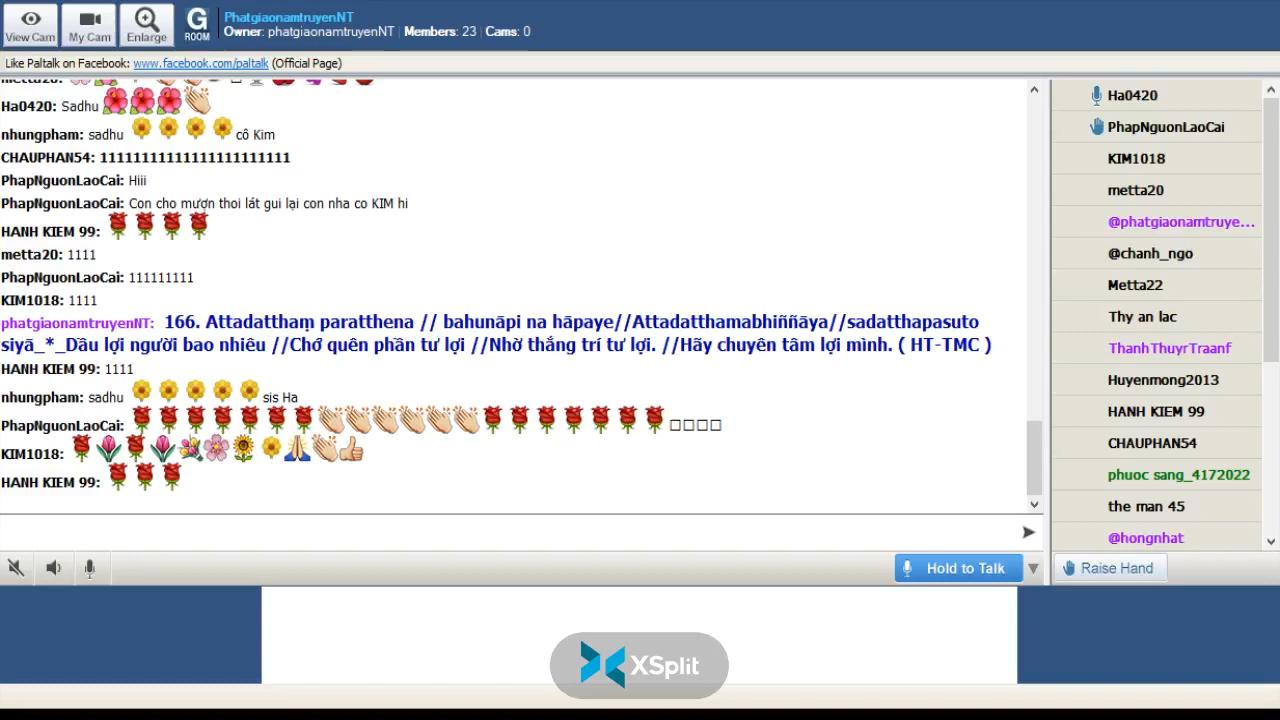 View Cam
My Cam
Enlarge
G
ROOM
PhatgiaonamtruyenNT
Owner: phatgiaonamtruyenNT | Members: 23 | Cams: 0
Like Paltalk on Facebook: www.facebook.com/paltalk (Official Page)
metta20:
Ha0420: Sadhu
nhungpham: sadhu cô Kim
CHAUPHAN54: 11111111111111111111111
PhapNguonLaoCai: Hiii
PhapNguonLaoCai: Con cho mượn thoi lát gui lại con nha co KIM hi
HANH KIEM 99:
metta20: 1111
PhapNguonLaoCai: 111111111
KIM1018: 1111
phatgiaonamtruyenNT: 166. Attadatthaṃ paratthena // bahunāpi na hāpaye//Attadatthamabhiññāya//sadatthapasuto
siyā_*_Dầu lợi người bao nhiêu //Chớ quên phần tư lợi //Nhờ thắng trí tư lợi. //Hãy chuyên tâm lợi mình. ( HT-TMC )
HANH KIEM 99: 1111
nhungpham: sadhu sis Ha
PhapNguonLaoCai: □□□□
KIM1018:
HANH KIEM 99:
Hold to Talk
Ha0420
PhapNguonLaoCai
KIM1018
metta20
@phatgiaonamtruye...
@chanh_ngo
Metta22
Thy an lac
ThanhThuyrTraanf
Huyenmong2013
HANH KIEM 99
CHAUPHAN54
phuoc sang_4172022
the man 45
@hongnhat
Raise Hand
XSplit